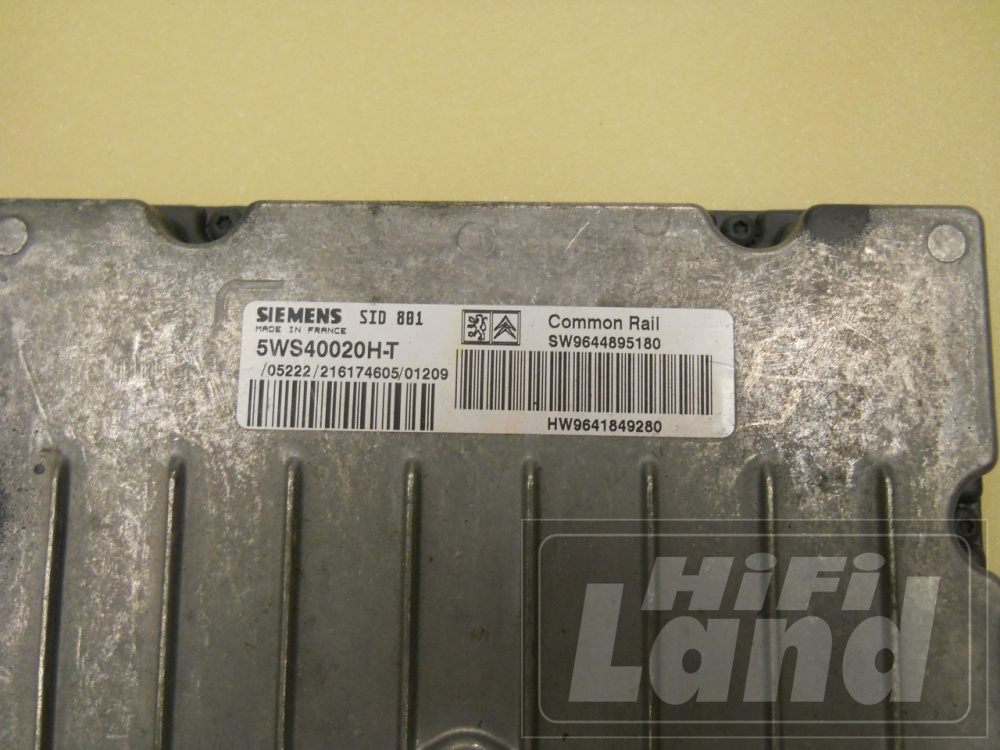 SIEMENS SID 801
MADE IN FRANCE
5WS40020H-T
/05222/216174605/01209
Common Rail
SW9644895180
HW9641849280
HiFi
Land